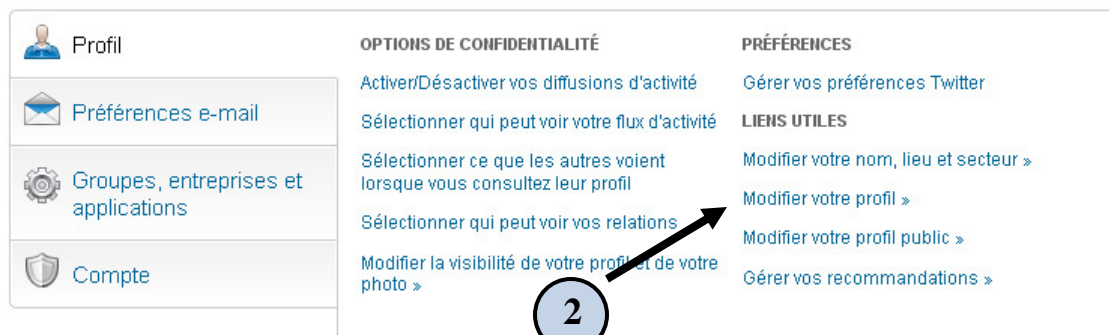 Profil
Préférences e-mail
Groupes, entreprises et
applications
Compte
OPTIONS DE CONFIDENTIALITÉ
Activer/Désactiver vos diffusions d'activité
Sélectionner qui peut voir votre flux d'activité
Sélectionner ce que les autres voient
lorsque vous consultez leur profil
Sélectionner qui peut voir vos relations
Modifier la visibilité de votre profil et de votre
photo »
PRÉFÉRENCES
Gérer vos préférences Twitter
LIENS UTILES
Modifier votre nom, lieu et secteur »
Modifier votre profil »
Modifier votre profil public »
Gérer vos recommandations »
2